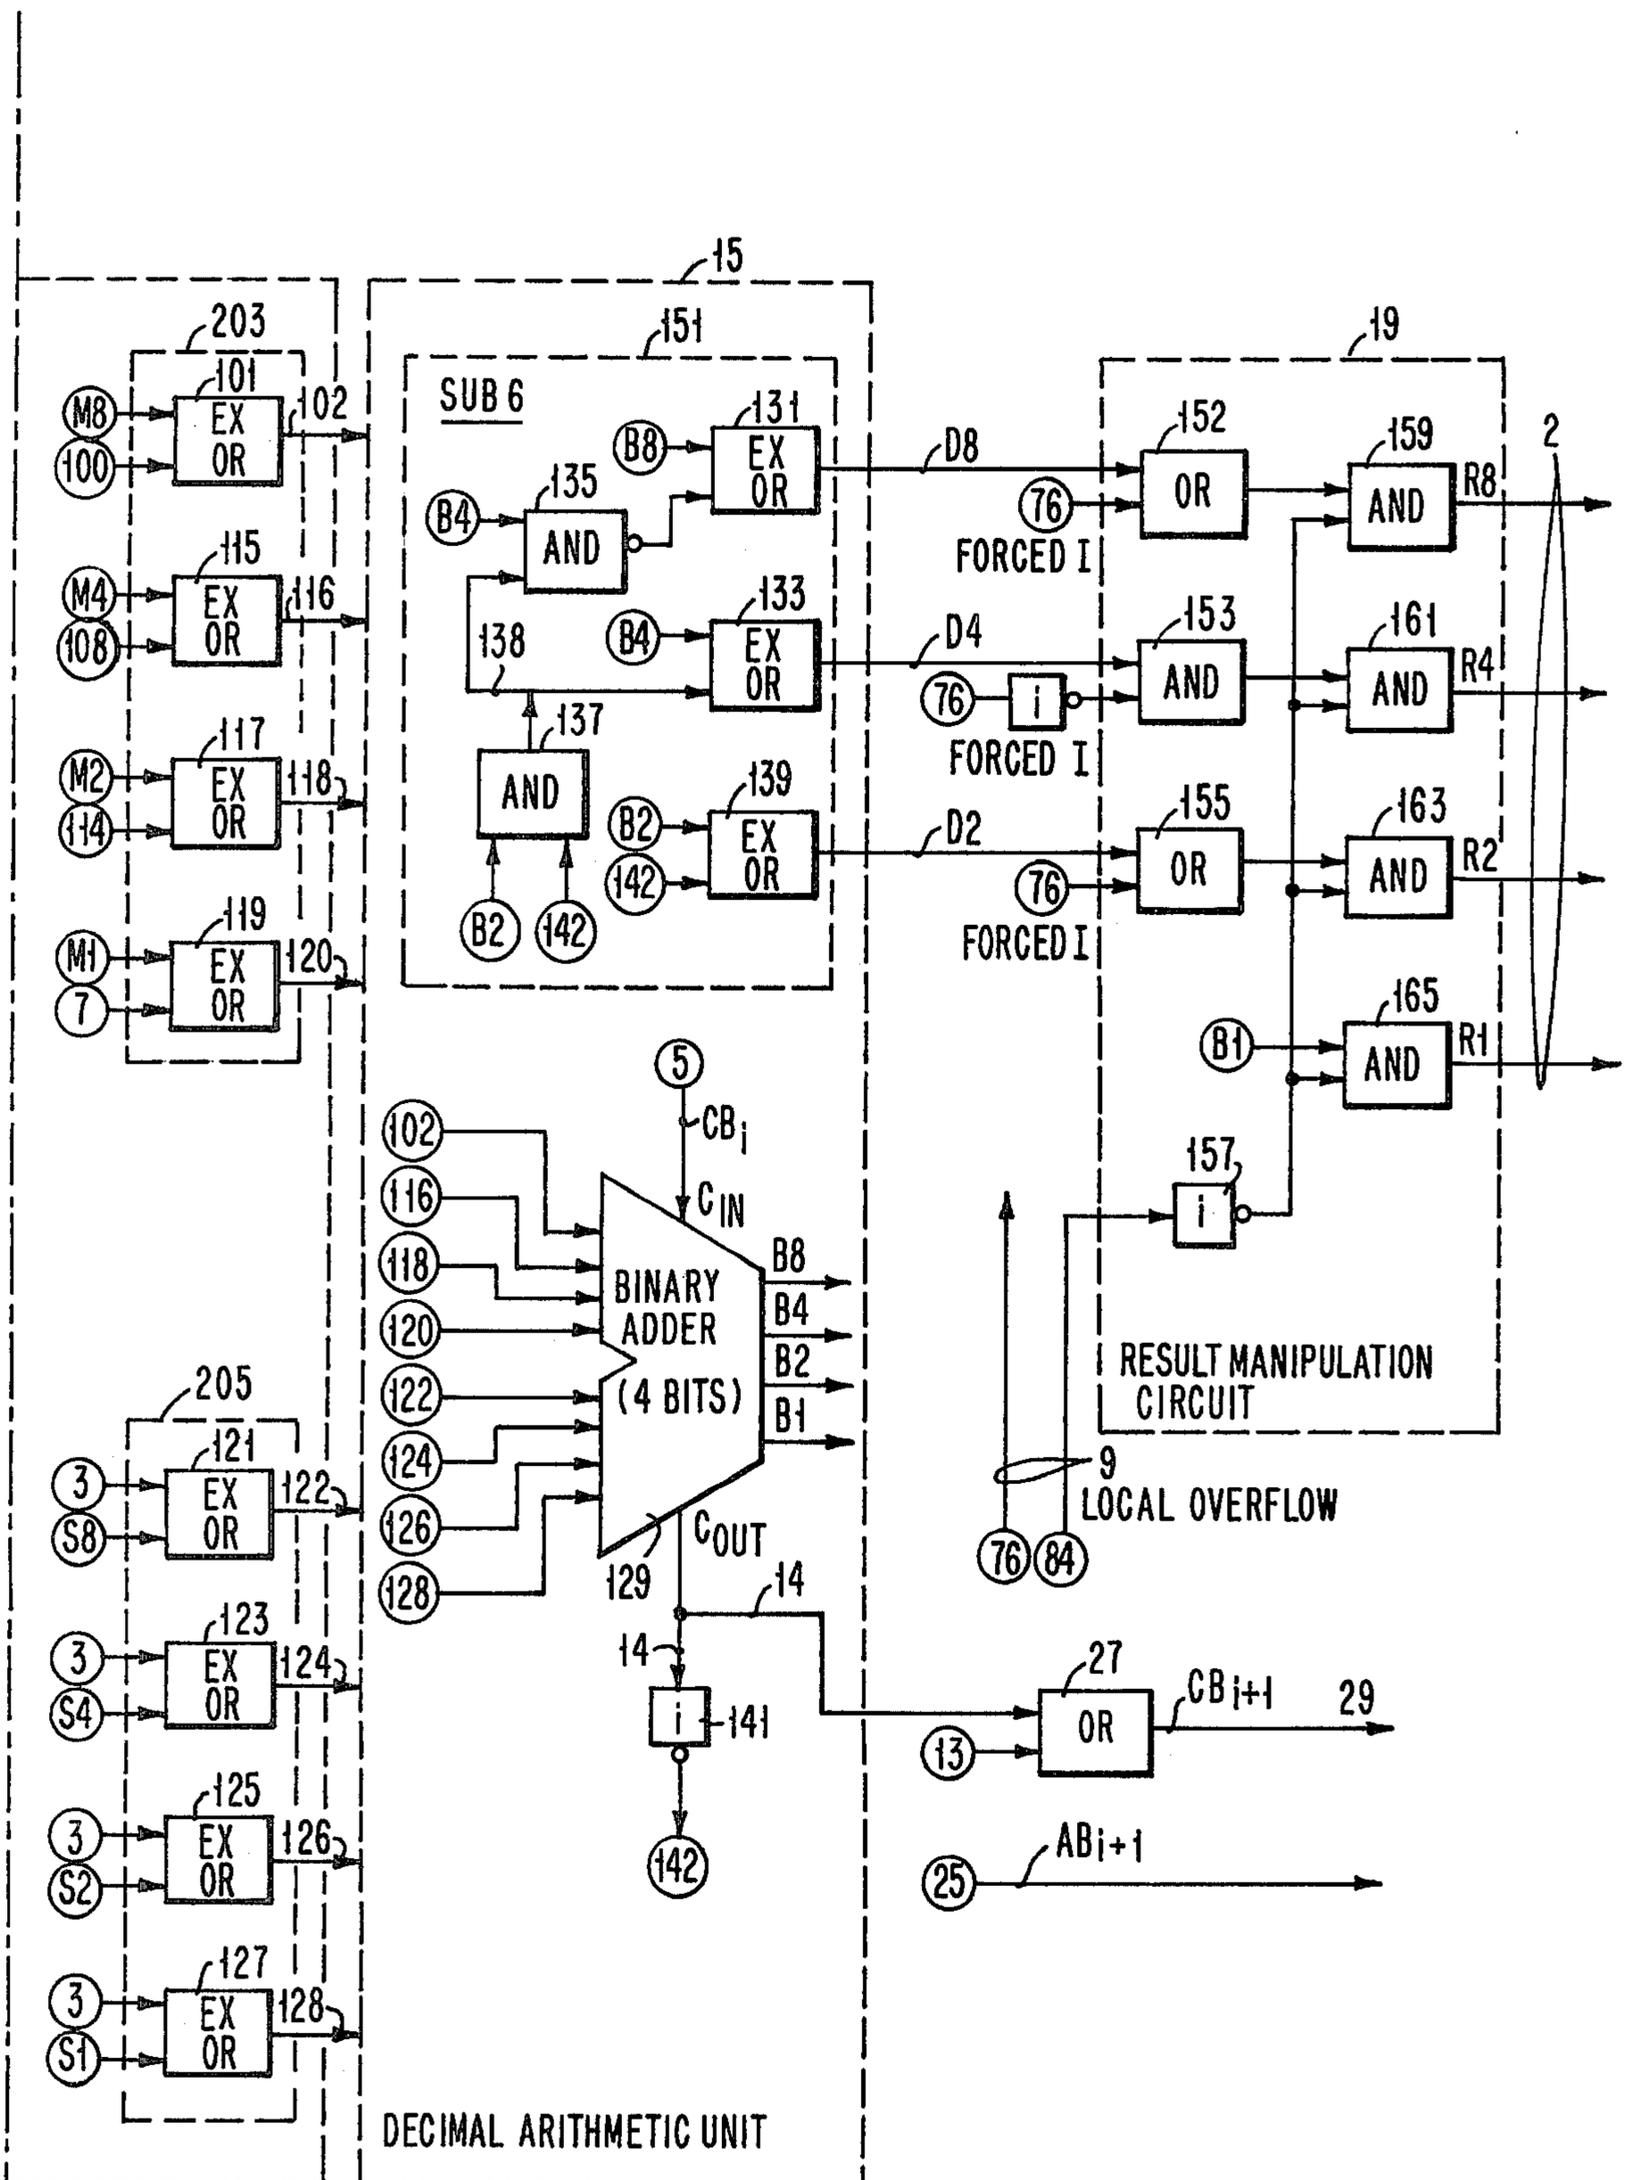 203
101
M8
100
EX
OR
102
115
M4
108
EX
OR
116
117
M2
114
EX
OR
118
119
M1
7
EX
OR
120
205
121
3
S8
EX
OR
122
123
3
S4
EX
OR
124
125
3
S2
EX
OR
126
127
3
S1
EX
OR
128
15
151
SUB 6
131
B8
EX
OR
135
B4
AND
133
B4
EX
OR
138
137
AND
B2
142
139
B2
142
EX
OR
5
CBi
CIN
102
116
118
120
122
124
126
128
BINARY
ADDER
(4 BITS)
B8
B4
B2
B1
COUT
129
14
14
i
141
142
DECIMAL ARITHMETIC UNIT
D8
76
FORCED I
D4
76
i
FORCED I
D2
76
FORCED I
19
152
OR
159
AND
R8
2
153
AND
161
AND
R4
155
OR
163
AND
R2
165
B1
AND
R1
157
i
RESULT MANIPULATION
CIRCUIT
9
LOCAL OVERFLOW
76
84
27
13
OR
CBi+1
29
25
ABi+1